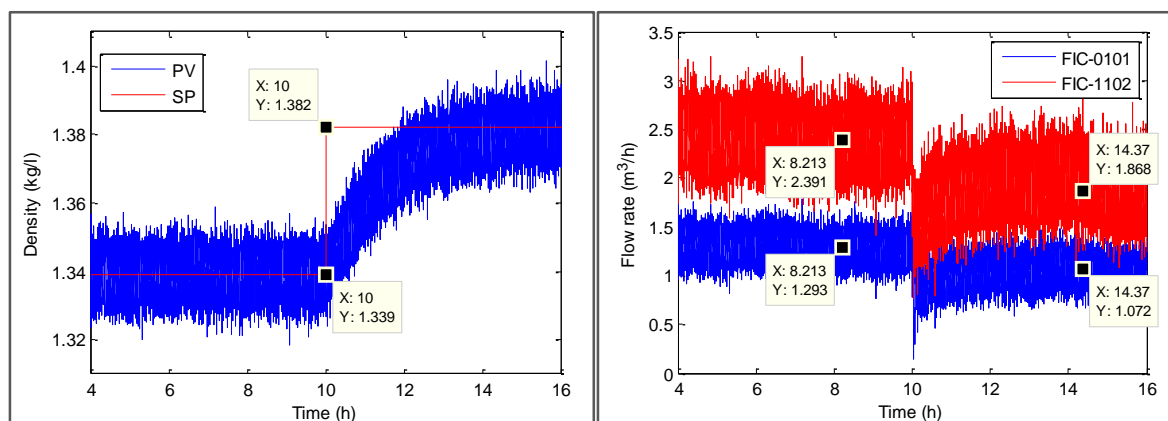 PV
SP
X: 10
Y: 1.382
X: 10
Y: 1.339
1.4
1.38
1.36
1.34
1.32
Density (kg/l)
4 6 8 10 12 14 16
Time (h)
FIC-0101
FIC-1102
X: 8.213
Y: 2.391
X: 14.37
Y: 1.868
X: 8.213
Y: 1.293
X: 14.37
Y: 1.072
3.5
3
2.5
2
1.5
1
0.5
0
Flow rate (m³/h)
4 6 8 10 12 14 16
Time (h)